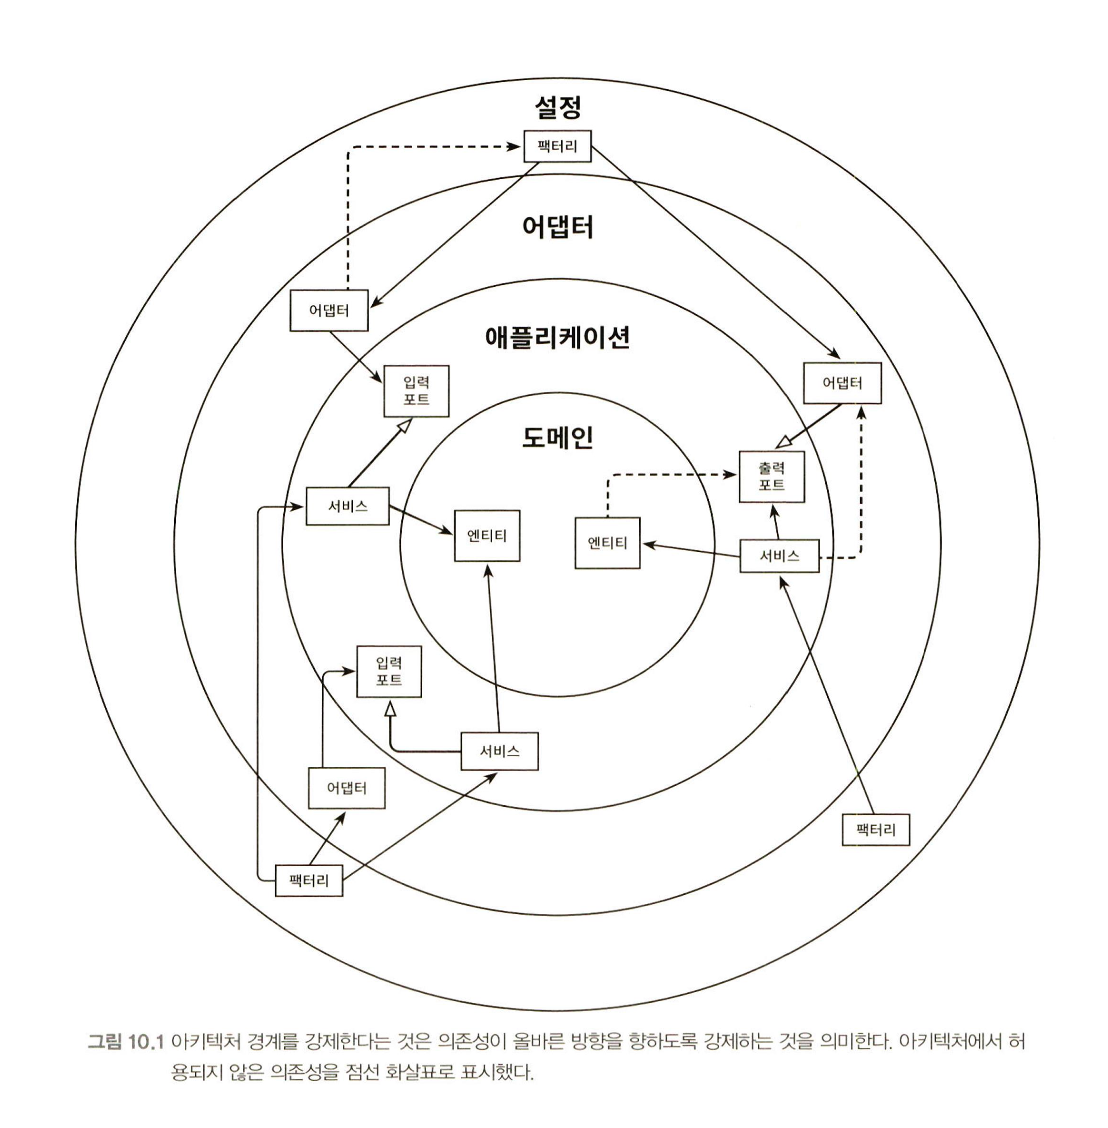 설정
팩터리
어댑터
어댑터
애플리케이션
입력
포트
어댑터
도메인
출력
포트
서비스
엔티티
엔티티
서비스
입력
포트
서비스
어댑터
팩터리
팩터리
그림 10.1 아키텍처 경계를 강제한다는 것은 의존성이 올바른 방향을 향하도록 강제하는 것을 의미한다. 아키텍처에서 허
용되지 않은 의존성을 점선 화살표로 표시했다.